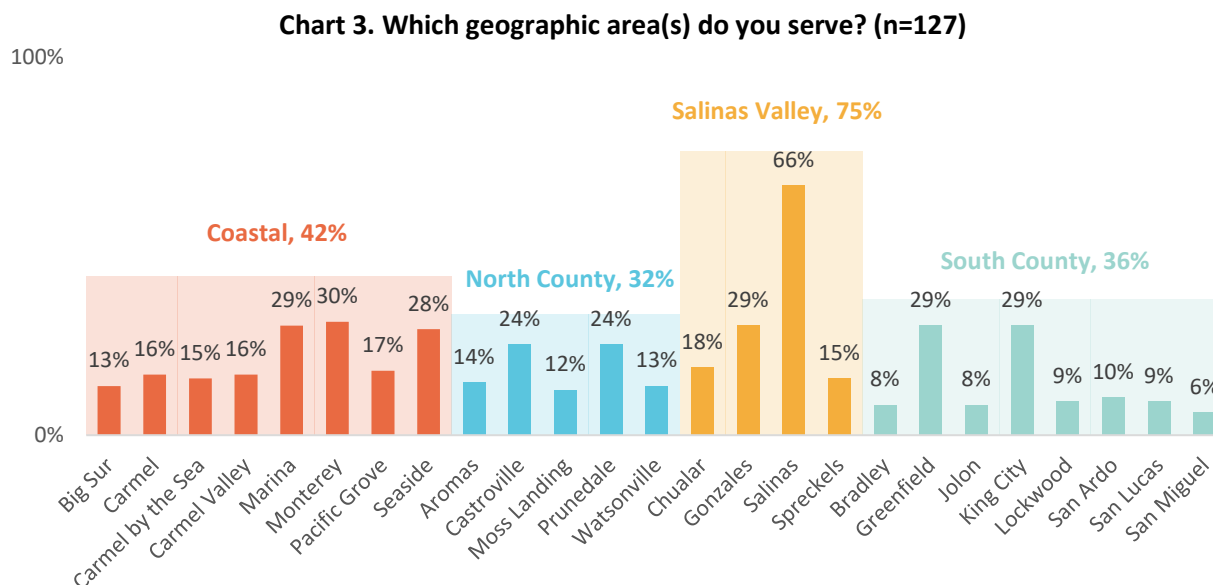 Chart 3. Which geographic area(s) do you serve? (n=127)
100%
Salinas Valley, 75%
66%
Coastal, 42%
North County, 32%
South County, 36%
13%
16%
15%
16%
29%
30%
17%
28%
14%
24%
12%
24%
13%
18%
29%
15%
8%
29%
8%
29%
9%
10%
9%
6%
0%
Big Sur
Carmel
Carmel by the Sea
Carmel Valley
Marina
Monterey
Pacific Grove
Seaside
Aromas
Castroville
Moss Landing
Prunedale
Watsonville
Chualar
Gonzales
Salinas
Spreckels
Bradley
Greenfield
Jolon
King City
Lockwood
San Ardo
San Lucas
San Miguel